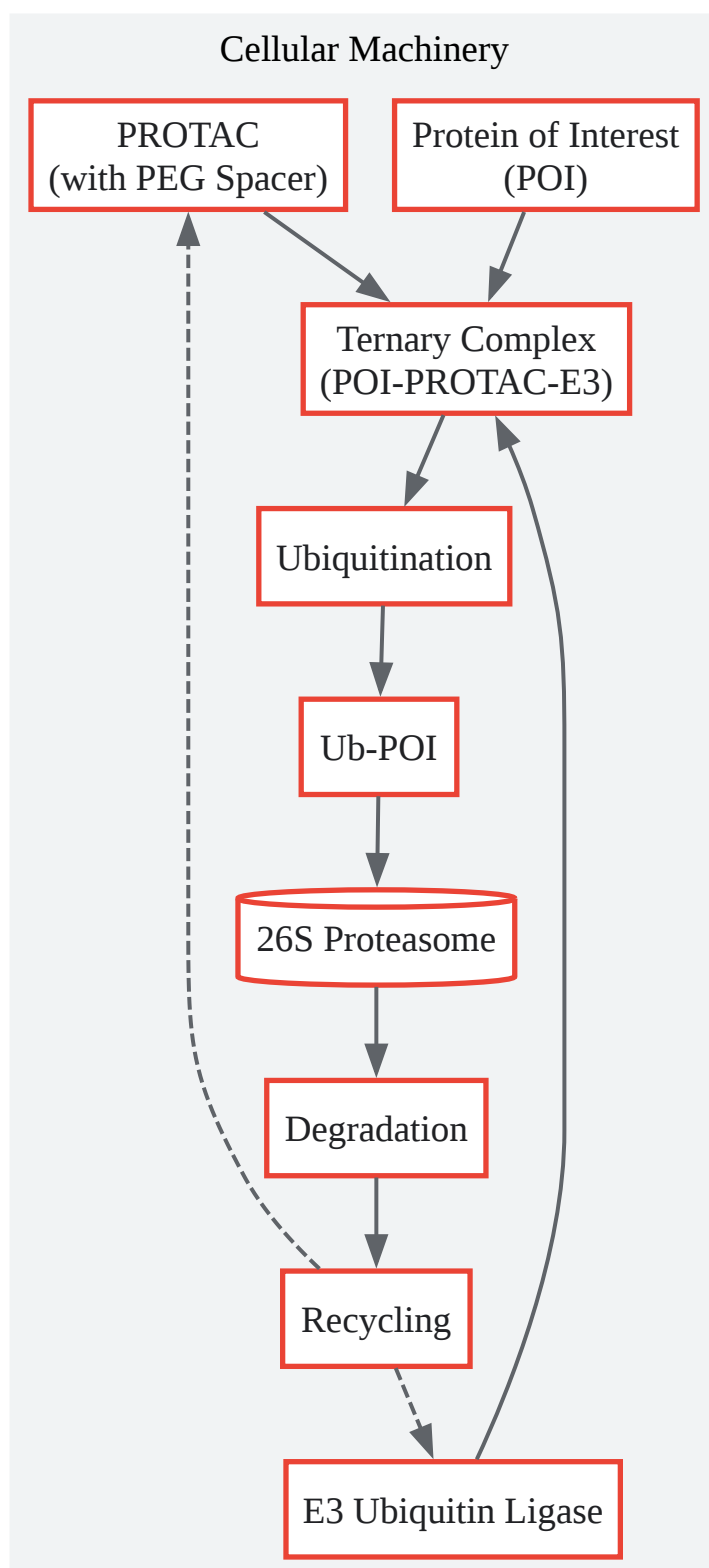 Cellular Machinery
PROTAC
(with PEG Spacer)
Protein of Interest
(POI)
Ternary Complex
(POI-PROTAC-E3)
Ubiquitination
Ub-POI
26S Proteasome
Degradation
Recycling
E3 Ubiquitin Ligase